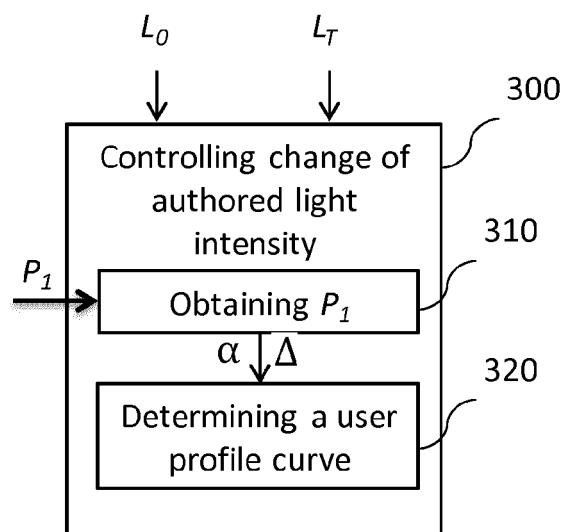 L0 LT
300
Controlling change of
authored light
intensity
310
P1
Obtaining P1
α Δ
320
Determining a user
profile curve